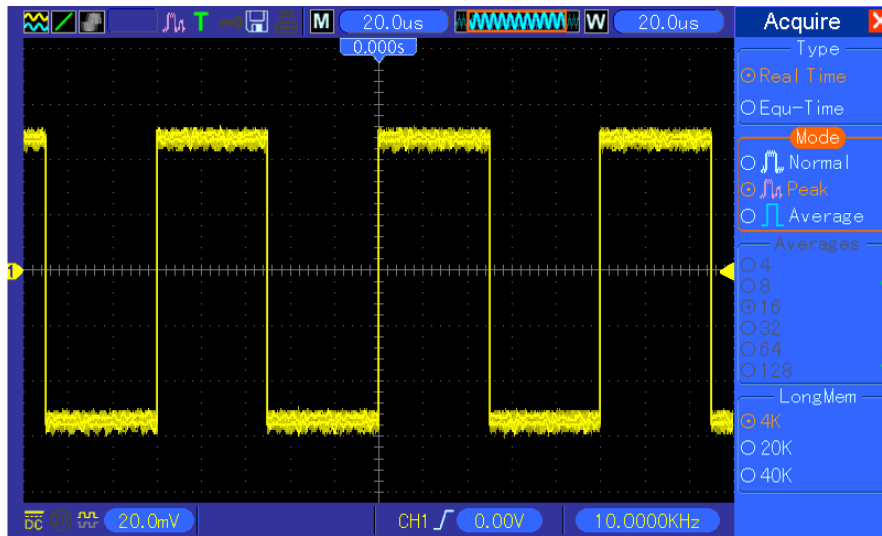 T M 20.0us W 20.0us Acquire X
0.000s
Type
Real Time
Equ-Time
Mode
Normal
Peak
Average
Averages
4
8
16
32
64
128
LongMem
4K
20K
40K
1
DC 20.0mV CH1 0.00V 10.0000KHz